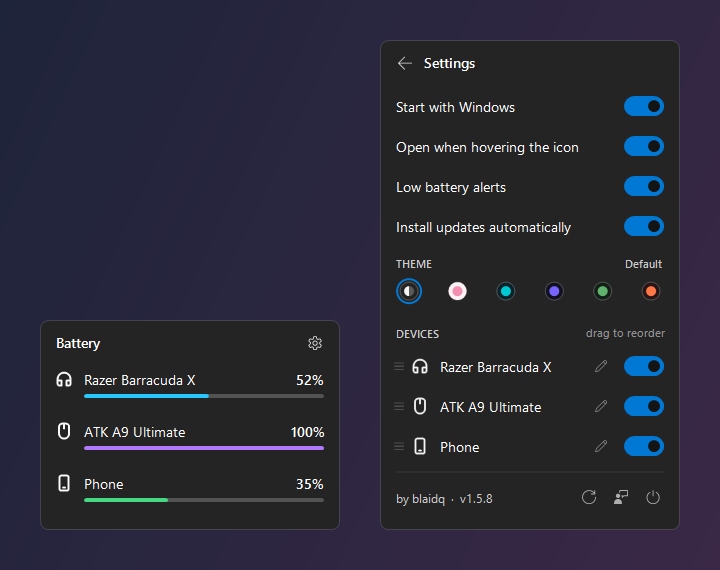 Battery
Razer Barracuda X 52%
ATK A9 Ultimate 100%
Phone 35%
Settings
Start with Windows
Open when hovering the icon
Low battery alerts
Install updates automatically
THEME Default
DEVICES drag to reorder
Razer Barracuda X
ATK A9 Ultimate
Phone
by blaidq · v1.5.8